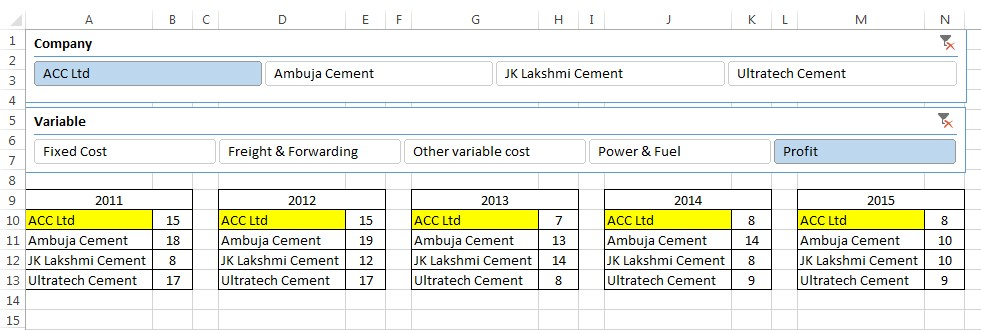 A B C D E F G H I J K L M N
1 Company
2
3 ACC Ltd Ambuja Cement JK Lakshmi Cement Ultratech Cement
4
5 Variable
6
7 Fixed Cost Freight & Forwarding Other variable cost Power & Fuel Profit
8
9 2011 2012 2013 2014 2015
10 ACC Ltd 15 ACC Ltd 15 ACC Ltd 7 ACC Ltd 8 ACC Ltd 8
11 Ambuja Cement 18 Ambuja Cement 19 Ambuja Cement 13 Ambuja Cement 14 Ambuja Cement 10
12 JK Lakshmi Cement 8 JK Lakshmi Cement 12 JK Lakshmi Cement 14 JK Lakshmi Cement 8 JK Lakshmi Cement 10
13 Ultratech Cement 17 Ultratech Cement 17 Ultratech Cement 8 Ultratech Cement 9 Ultratech Cement 9
14
15